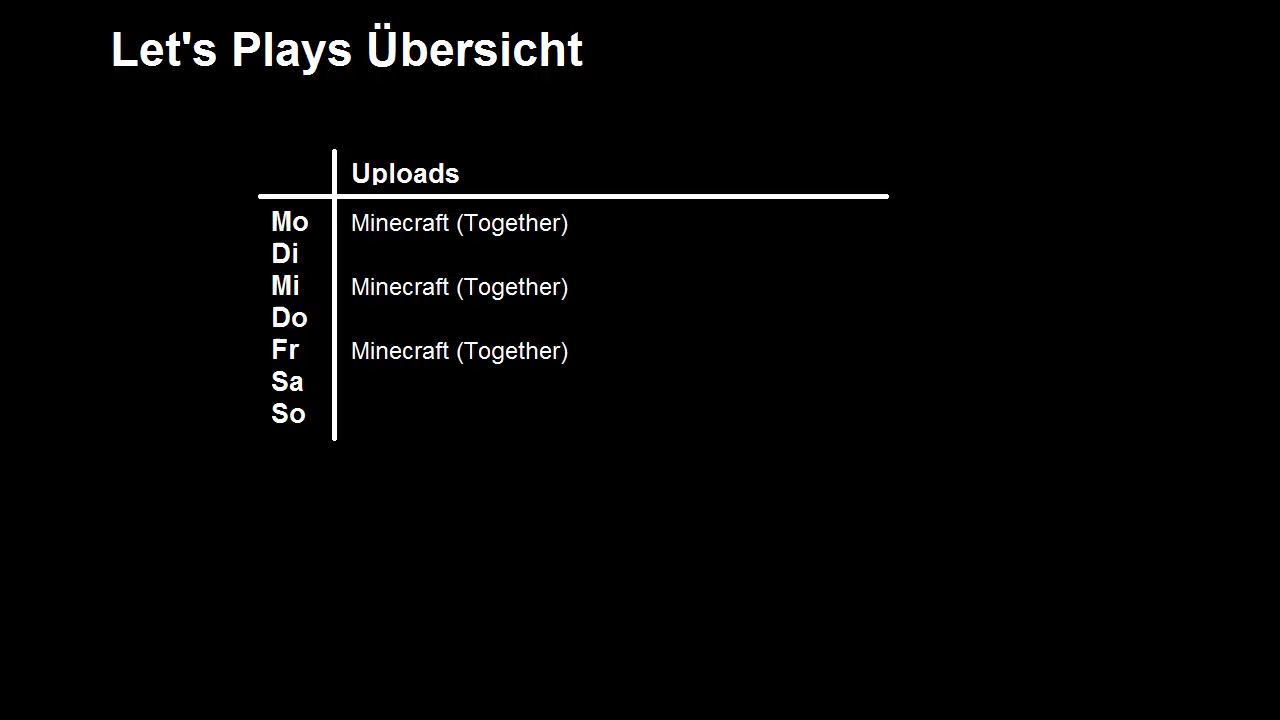 Let's Plays Übersicht
Uploads
Mo Minecraft (Together)
Di
Mi Minecraft (Together)
Do
Fr Minecraft (Together)
Sa
So